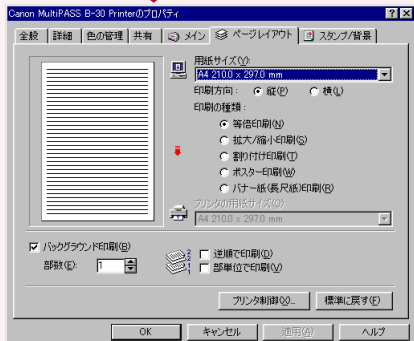 Canon MultiPASS B-30 Printerのプロパティ
全般 詳細 色の管理 共有 メイン ページレイアウト スタンプ/背景
用紙サイズ(Y):
A4 210.0 x 297.0 mm
印刷方向: 縦(P) 横(L)
印刷の種類:
等倍印刷(N)
拡大/縮小印刷(S)
割り付け印刷(T)
ポスター印刷(W)
バナー紙(長尺紙)印刷(R)
プリンタの用紙サイズ(O):
A4 210.0 x 297.0 mm
バックグラウンド印刷(B)
部数(E): 1
逆順で印刷(D)
部単位で印刷(V)
プリンタ制御(X)... 標準に戻す(F)
OK キャンセル 適用(A) ヘルプ